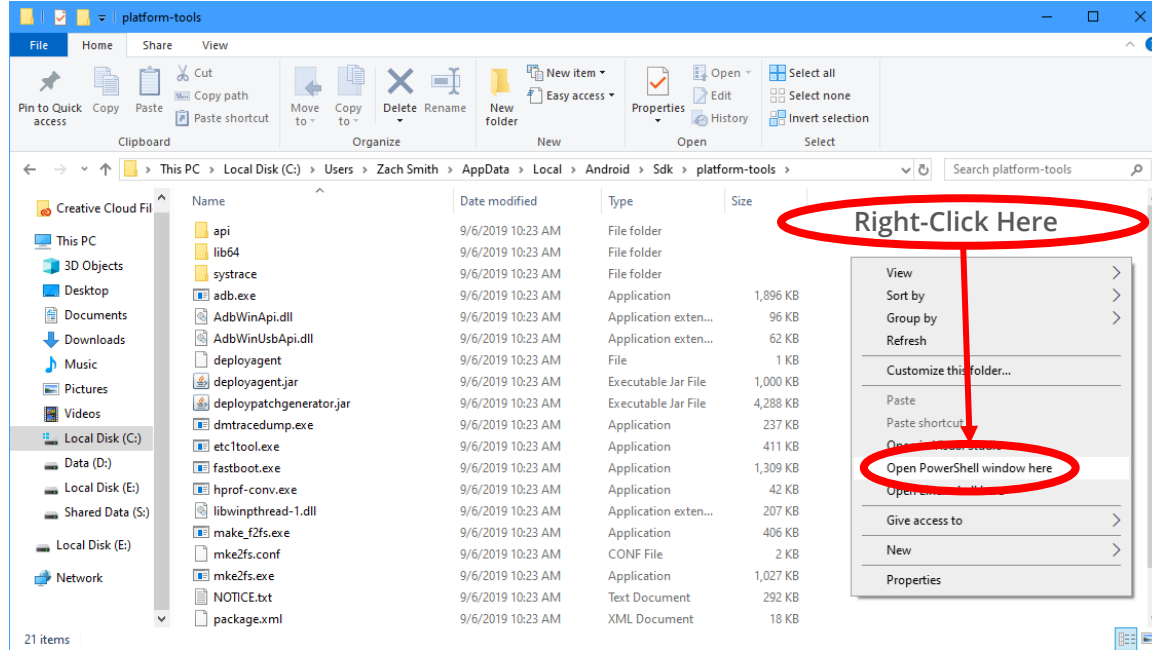 platform-tools
File Home Share View
Pin to Quick access
Copy
Paste
Cut
Copy path
Paste shortcut
Move to
Copy to
Delete
Rename
New folder
New item
Easy access
Properties
Open
Edit
History
Select all
Select none
Invert selection
Clipboard Organize New Open Select
This PC > Local Disk (C:) > Users > Zach Smith > AppData > Local > Android > Sdk > platform-tools >
Search platform-tools
Creative Cloud Fil
This PC
3D Objects
Desktop
Documents
Downloads
Music
Pictures
Videos
Local Disk (C:)
Data (D:)
Local Disk (E:)
Shared Data (S:)
Local Disk (E:)
Network
Name Date modified Type Size
api 9/6/2019 10:23 AM File folder
lib64 9/6/2019 10:23 AM File folder
systrace 9/6/2019 10:23 AM File folder
adb.exe 9/6/2019 10:23 AM Application 1,896 KB
AdbWinApi.dll 9/6/2019 10:23 AM Application exten... 96 KB
AdbWinUsbApi.dll 9/6/2019 10:23 AM Application exten... 62 KB
deployagent 9/6/2019 10:23 AM File 1 KB
deployagent.jar 9/6/2019 10:23 AM Executable Jar File 1,000 KB
deploypatchgenerator.jar 9/6/2019 10:23 AM Executable Jar File 4,288 KB
dmtracedump.exe 9/6/2019 10:23 AM Application 237 KB
etc1tool.exe 9/6/2019 10:23 AM Application 411 KB
fastboot.exe 9/6/2019 10:23 AM Application 1,309 KB
hprof-conv.exe 9/6/2019 10:23 AM Application 42 KB
libwinpthread-1.dll 9/6/2019 10:23 AM Application exten... 207 KB
make_f2fs.exe 9/6/2019 10:23 AM Application 406 KB
mke2fs.conf 9/6/2019 10:23 AM CONF File 2 KB
mke2fs.exe 9/6/2019 10:23 AM Application 1,027 KB
NOTICE.txt 9/6/2019 10:23 AM Text Document 292 KB
package.xml 9/6/2019 10:23 AM XML Document 18 KB
Right-Click Here
View
Sort by
Group by
Refresh
Customize this folder...
Paste
Paste shortcut
Open in Visual Studio
Open PowerShell window here
Open Linux shell here
Give access to
New
Properties
21 items